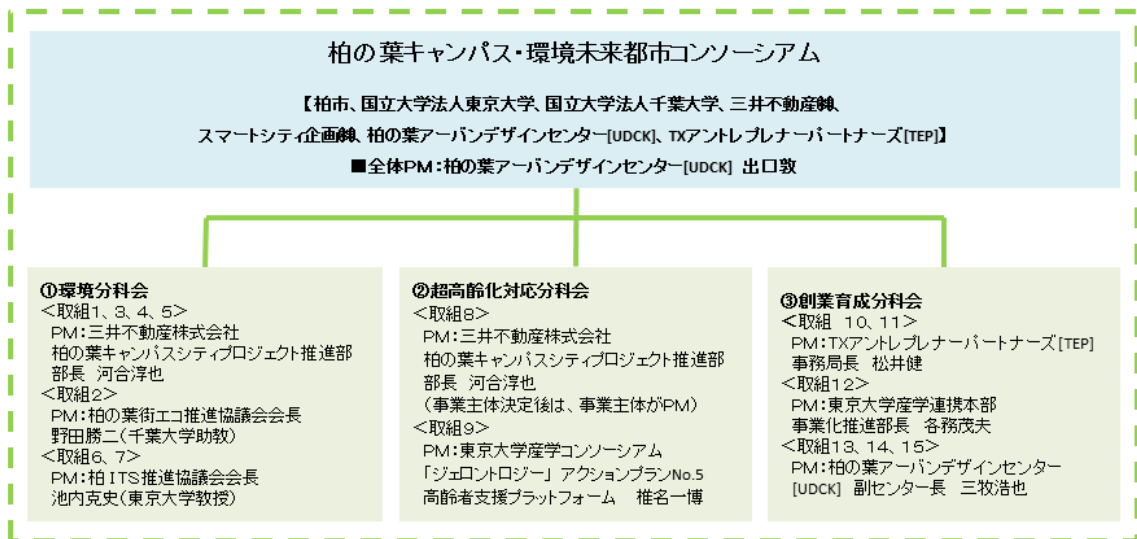 柏の葉キャンパス・環境未来都市コンソーシアム
【柏市、国立大学法人東京大学、国立大学法人千葉大学、三井不動産㈱、
スマートシティ企画㈱、柏の葉アーバンデザインセンター[UDCK]、TXアントレプレナーパートナーズ[TEP]】
■全体PM：柏の葉アーバンデザインセンター[UDCK] 出口敦
①環境分科会
＜取組1、3、4、5＞
PM：三井不動産株式会社
柏の葉キャンパスシティプロジェクト推進部
部長 河合淳也
＜取組2＞
PM：柏の葉街エコ推進協議会会長
野田勝二（千葉大学助教）
＜取組6、7＞
PM：柏ITS推進協議会会長
池内克史（東京大学教授）
②超高齢化対応分科会
＜取組8＞
PM：三井不動産株式会社
柏の葉キャンパスシティプロジェクト推進部
部長 河合淳也
（事業主体決定後は、事業主体がPM）
＜取組9＞
PM：東京大学産学コンソーシアム
「ジェロントロジー」アクションプランNo.5
高齢者支援プラットフォーム 椎名一博
③創業育成分科会
＜取組 10、11＞
PM：TXアントレプレナーパートナーズ[TEP]
事務局長 松井健
＜取組12＞
PM：東京大学産学連携本部
事業化推進部長 各務茂夫
＜取組13、14、15＞
PM：柏の葉アーバンデザインセンター
[UDCK] 副センター長 三牧浩也